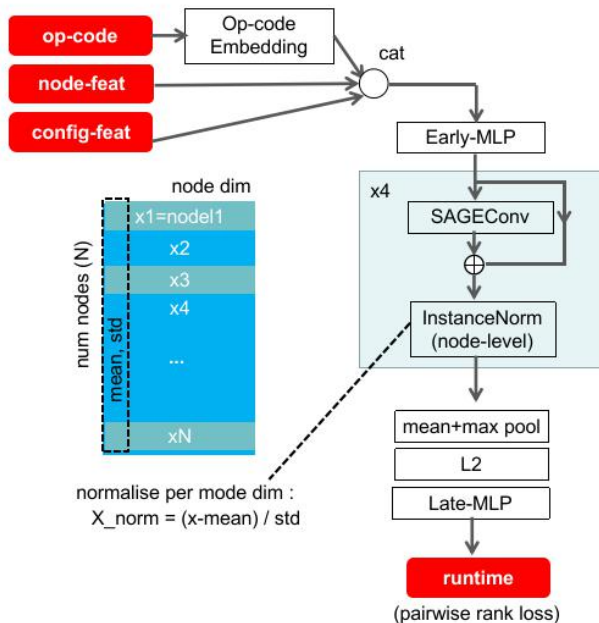 op-code
Op-code
Embedding
cat
node-feat
config-feat
Early-MLP
node dim
x4
x1=nodel1
SAGEConv
x2
x3
x4
InstanceNorm
(node-level)
...
num nodes (N)
mean, std
xN
mean+max pool
L2
normalise per mode dim :
X_norm = (x-mean) / std
Late-MLP
runtime
(pairwise rank loss)